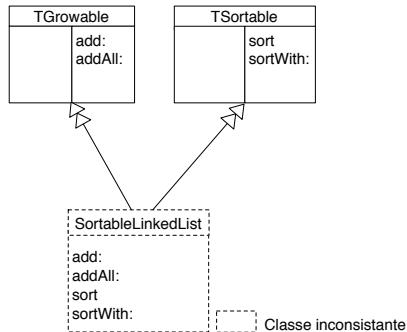 TGrowable
add:
addAll:
TSortable
sort
sortWith:
SortableLinkedList
add:
addAll:
sort
sortWith:
Classe inconsistante